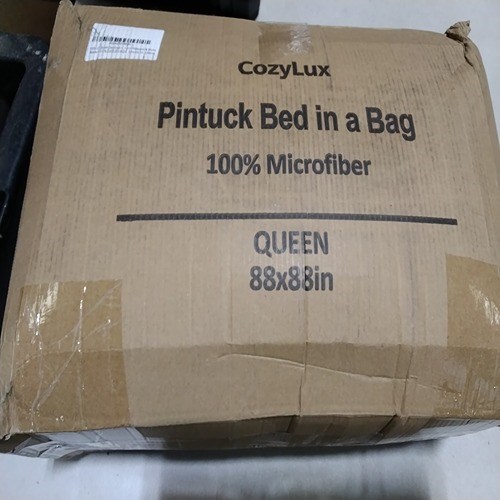 CozyLux
Pintuck Bed in a Bag
100% Microfiber
QUEEN
88x88in